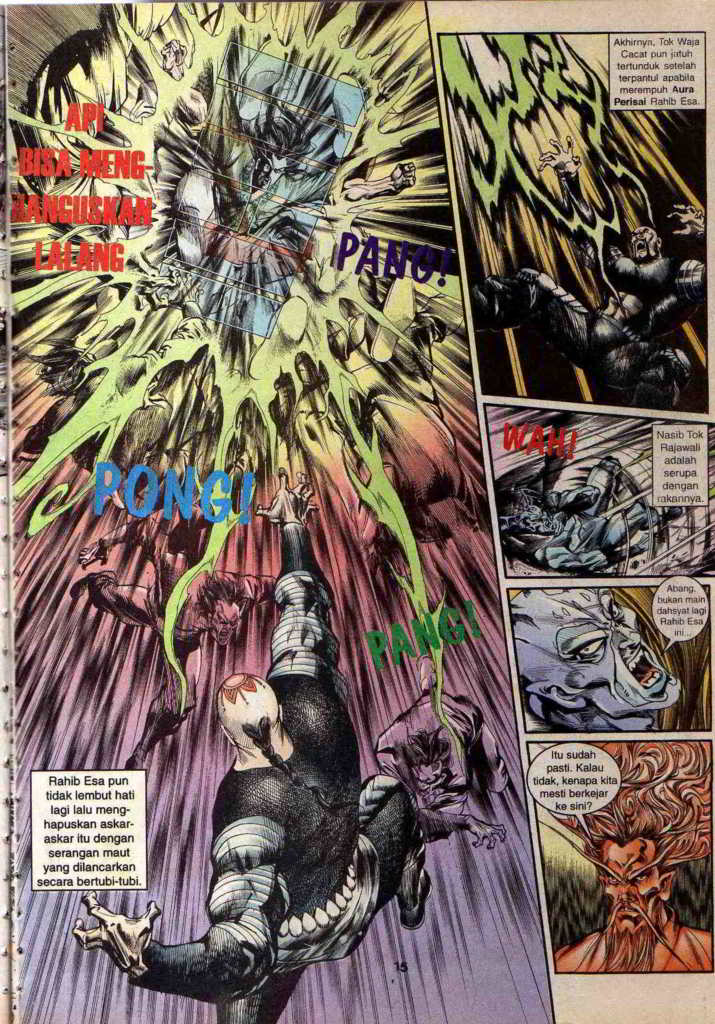 API
BISA MENG-
HANGUSKAN
LALANG
PANG!
PONG!
PANG!
Rahib Esa pun
tidak lembut hati
lagi lalu meng-
hapuskan askar-
askar itu dengan
serangan maut
yang dilancarkan
secara bertubi-tubi.
15
Akhirnya, Tok Waja
Cacat pun jatuh
tertunduk setelah
terpantul apabila
merempuh Aura
Perisai Rahib Esa.
WAH!
Nasib Tok
Rajawali
adalah
serupa
dengan
rakannya.
Abang,
bukan main
dahsyat lagi
Rahib Esa
ini...
Itu sudah
pasti. Kalau
tidak, kenapa kita
mesti berkejar
ke sini?